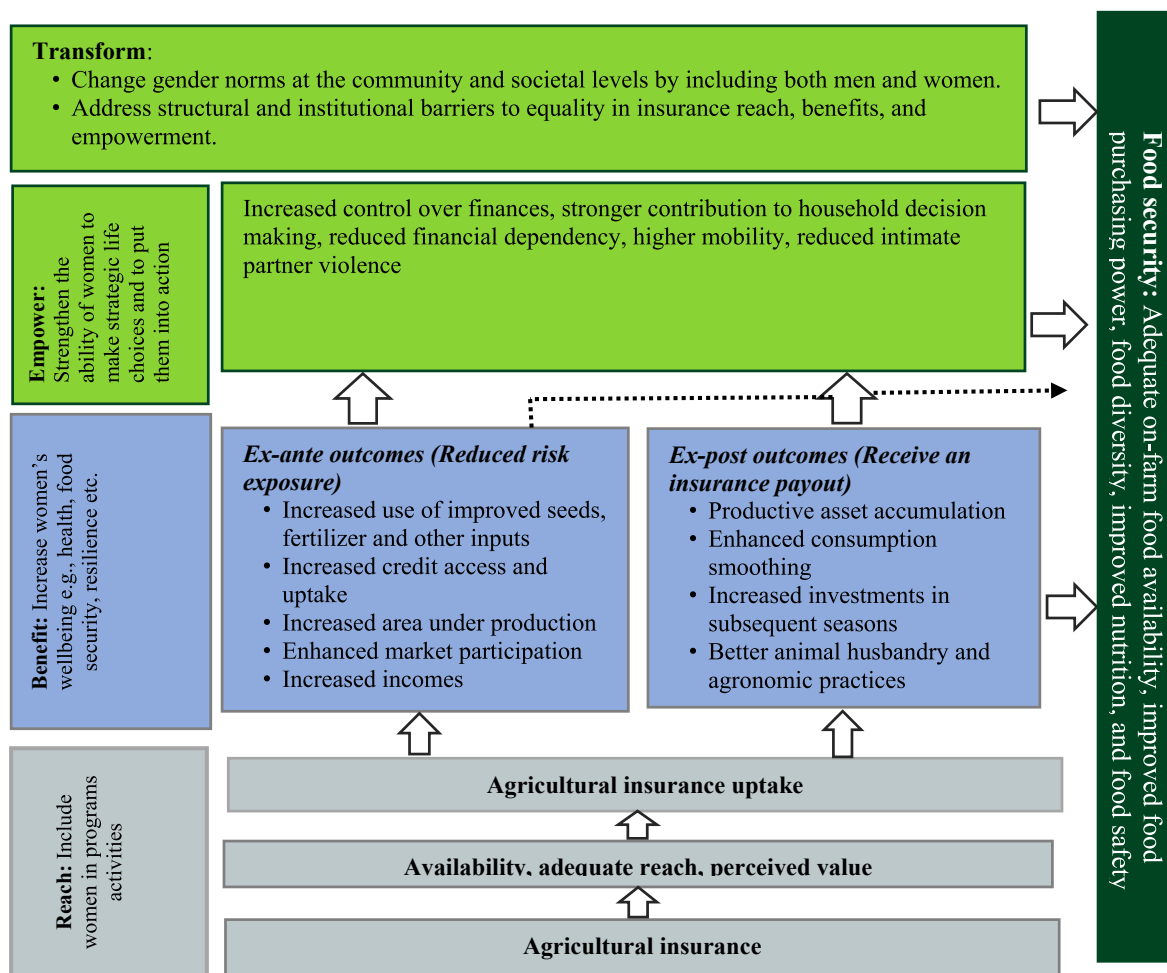 Transform:
• Change gender norms at the community and societal levels by including both men and women.
• Address structural and institutional barriers to equality in insurance reach, benefits, and
empowerment.
Empower:
Strengthen the
ability of women to
make strategic life
choices and to put
them into action
Increased control over finances, stronger contribution to household decision
making, reduced financial dependency, higher mobility, reduced intimate
partner violence
Benefit: Increase women’s
wellbeing e.g., health, food
security, resilience etc.
Ex-ante outcomes (Reduced risk
exposure)
• Increased use of improved seeds,
fertilizer and other inputs
• Increased credit access and
uptake
• Increased area under production
• Enhanced market participation
• Increased incomes
Ex-post outcomes (Receive an
insurance payout)
• Productive asset accumulation
• Enhanced consumption
smoothing
• Increased investments in
subsequent seasons
• Better animal husbandry and
agronomic practices
Reach: Include
women in programs
activities
Agricultural insurance uptake
Availability, adequate reach, perceived value
Agricultural insurance
Food security: Adequate on-farm food availability, improved food
purchasing power, food diversity, improved nutrition, and food safety